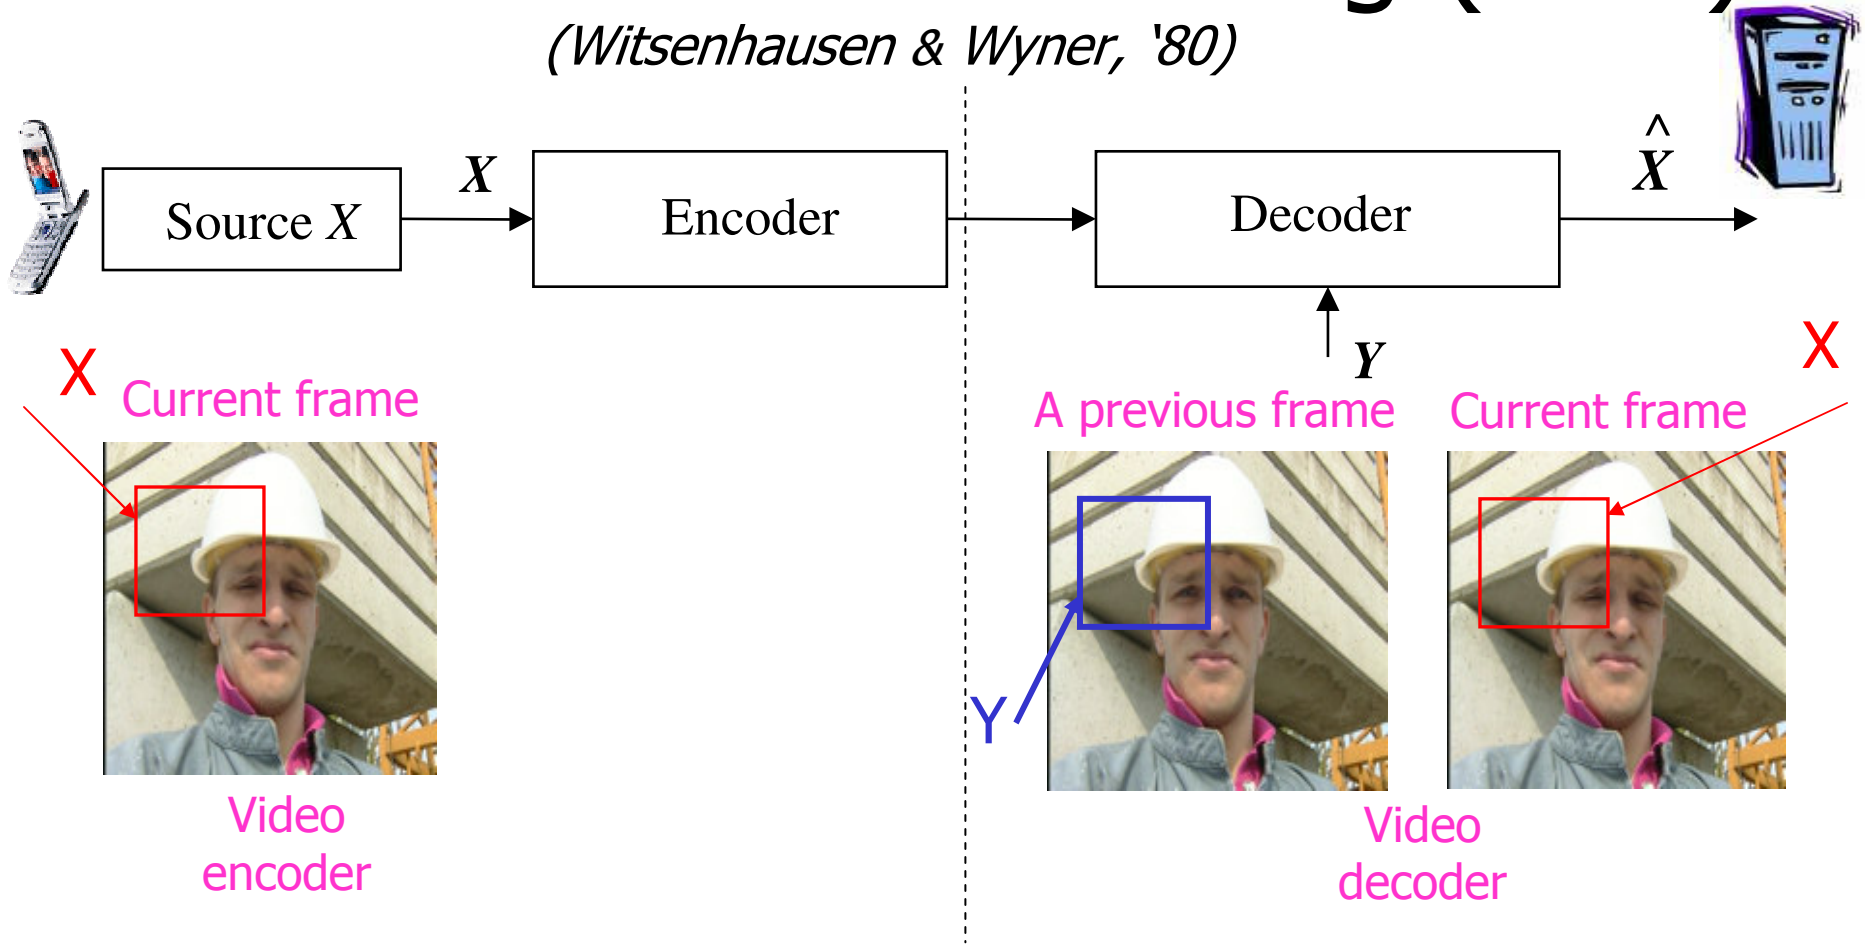 (Witsenhausen & Wyner, ‘80)
Source X
X
Encoder
Decoder
^
X
Y
X
Current frame
A previous frame
Current frame
X
Y
Video
encoder
Video
decoder